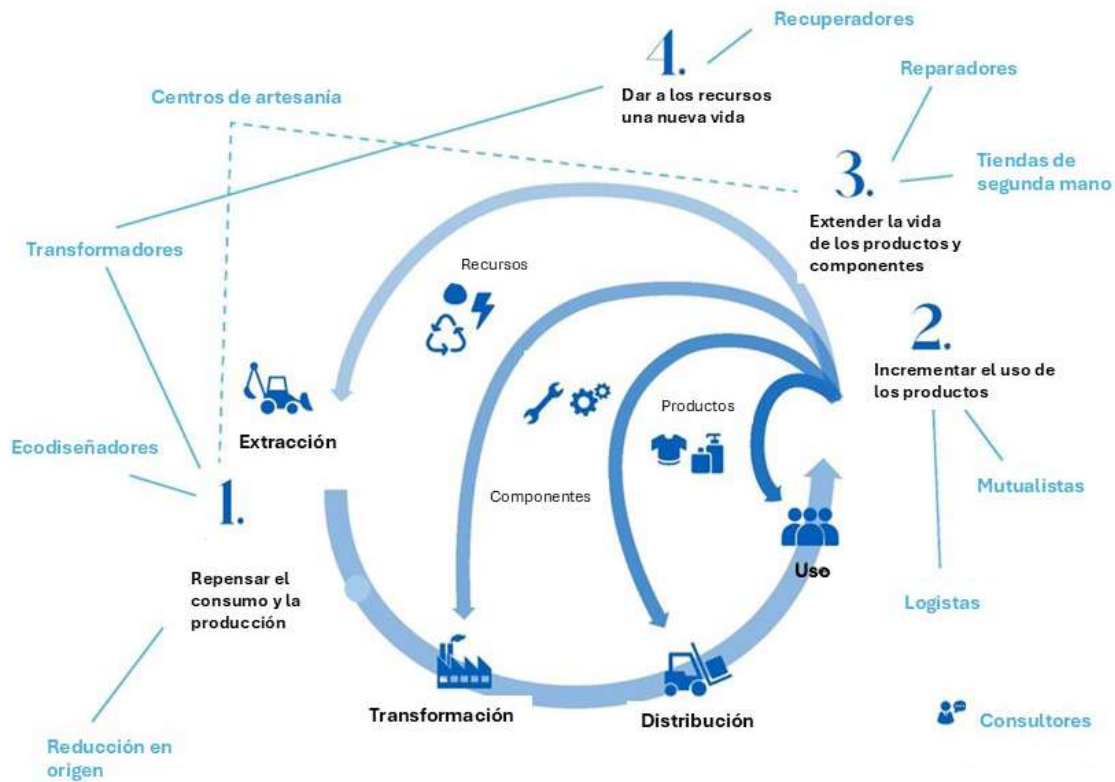 Recuperadores
4.
Dar a los recursos
una nueva vida
Reparadores
Centros de artesanía
3.
Tiendas de
segunda mano
Extender la vida
de los productos y
componentes
Transformadores
Recursos
2.
Incrementar el uso de
los productos
Productos
Extracción
Ecodiseñadores
1.
Componentes
Mutualistas
Uso
Repensar el
consumo y la
producción
Logistas
Transformación
Distribución
Consultores
Reducción en
origen